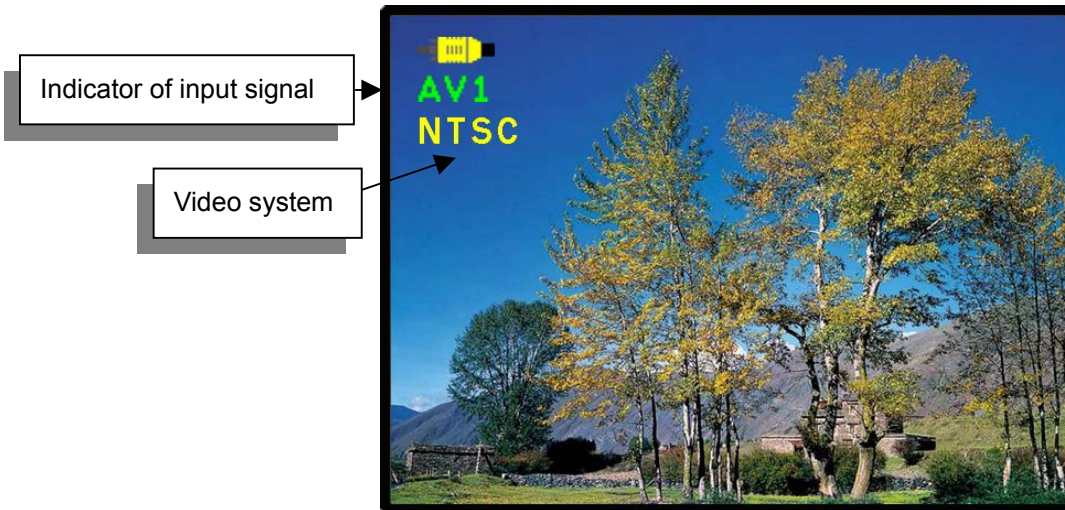 Indicator of input signal
AV1
NTSC
Video system